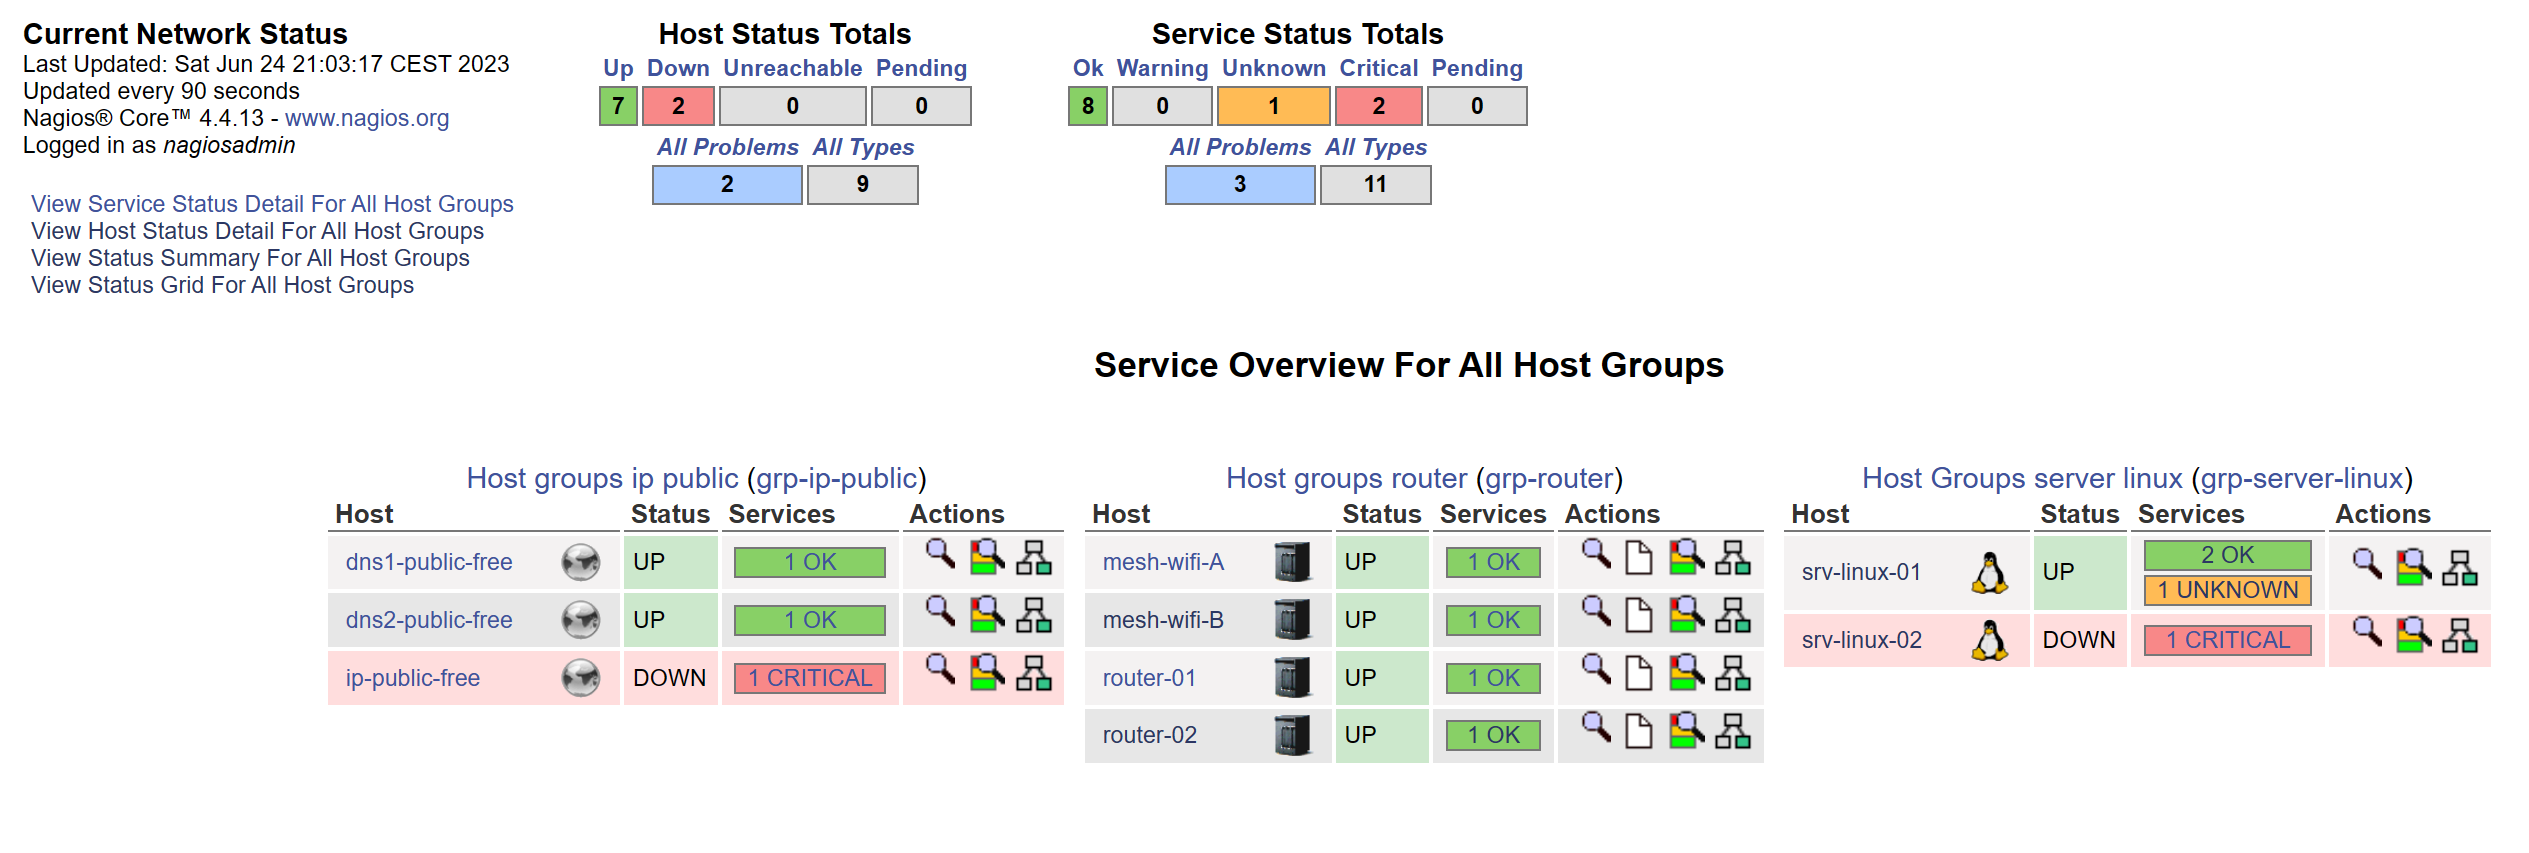 Current Network Status
Last Updated: Sat Jun 24 21:03:17 CEST 2023
Updated every 90 seconds
Nagios® Core™ 4.4.13 - www.nagios.org
Logged in as nagiosadmin
View Service Status Detail For All Host Groups
View Host Status Detail For All Host Groups
View Status Summary For All Host Groups
View Status Grid For All Host Groups
Host Status Totals
Up Down Unreachable Pending
7 2 0 0
All Problems All Types
2 9
Service Status Totals
Ok Warning Unknown Critical Pending
8 0 1 2 0
All Problems All Types
3 11
Service Overview For All Host Groups
Host groups ip public (grp-ip-public)
Host Status Services Actions
dns1-public-free UP 1 OK
dns2-public-free UP 1 OK
ip-public-free DOWN 1 CRITICAL
Host groups router (grp-router)
Host Status Services Actions
mesh-wifi-A UP 1 OK
mesh-wifi-B UP 1 OK
router-01 UP 1 OK
router-02 UP 1 OK
Host Groups server linux (grp-server-linux)
Host Status Services Actions
srv-linux-01 UP 2 OK
1 UNKNOWN
srv-linux-02 DOWN 1 CRITICAL